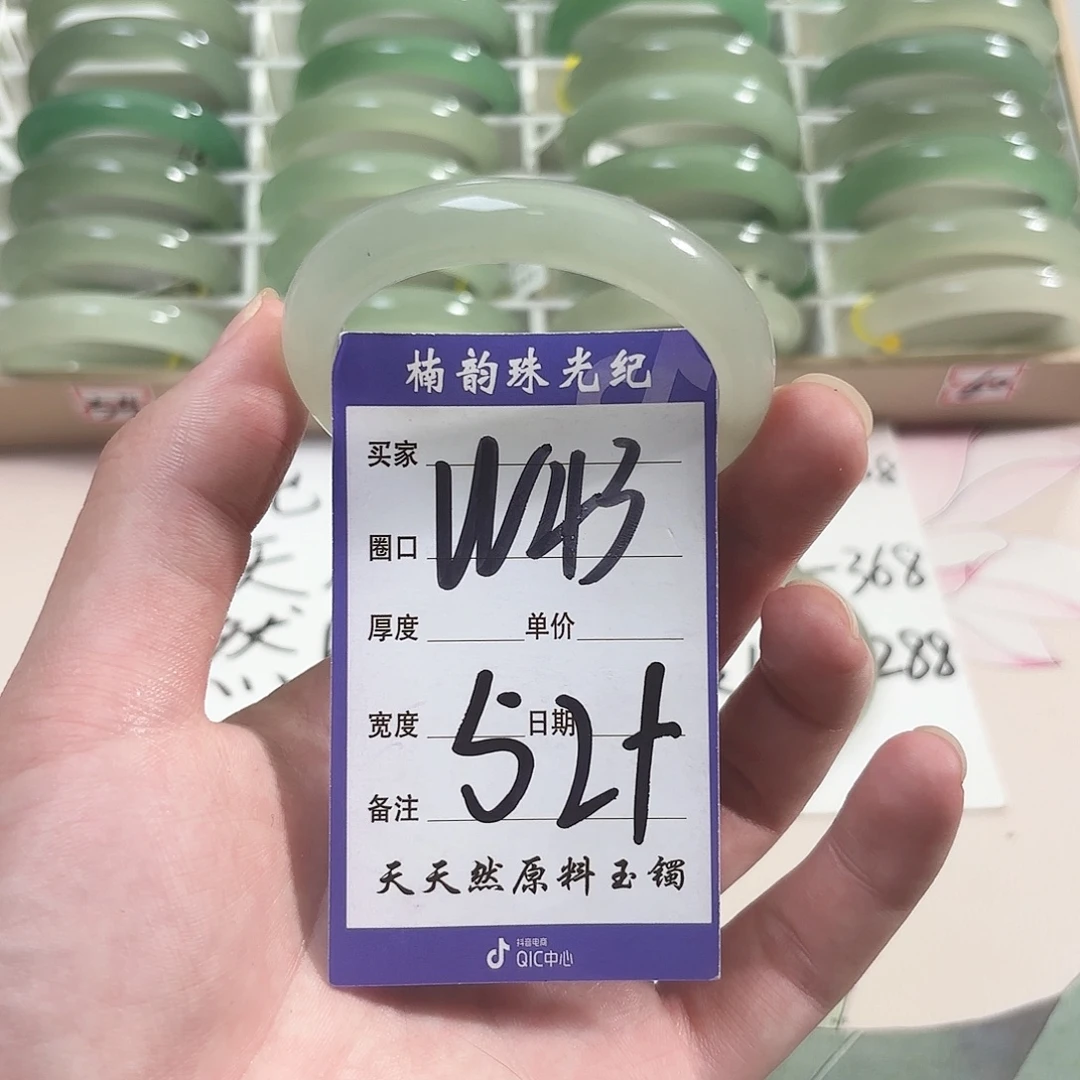 楠韵珠光纪
买家
W43
圈口
厚度 单价
宽度 日期
52+
备注
天天然原料玉镯
抖音电商
QIC中心
368
288